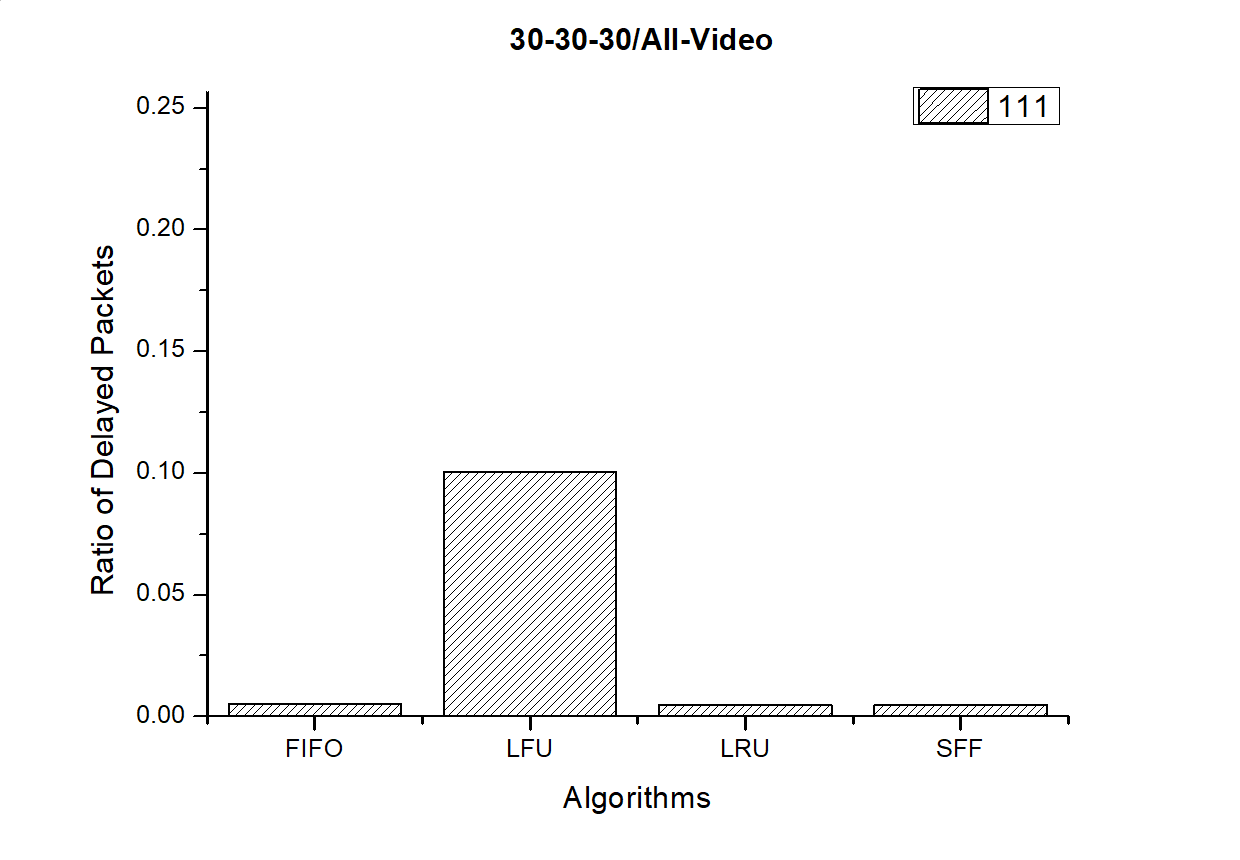 30-30-30/All-Video
111
0.25
0.20
0.15
0.10
0.05
0.00
Ratio of Delayed Packets
FIFO LFU LRU SFF
Algorithms